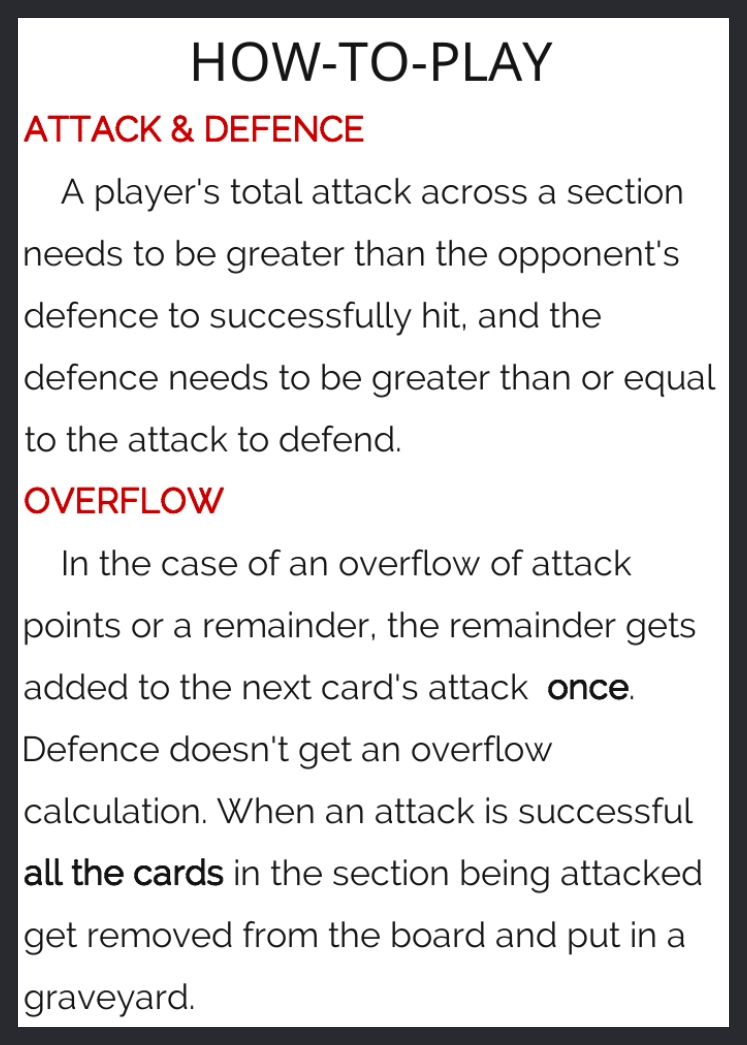 HOW-TO-PLAY
ATTACK & DEFENCE
A player's total attack across a section
needs to be greater than the opponent's
defence to successfully hit, and the
defence needs to be greater than or equal
to the attack to defend.
OVERFLOW
In the case of an overflow of attack
points or a remainder, the remainder gets
added to the next card's attack once.
Defence doesn't get an overflow
calculation. When an attack is successful
all the cards in the section being attacked
get removed from the board and put in a
graveyard.